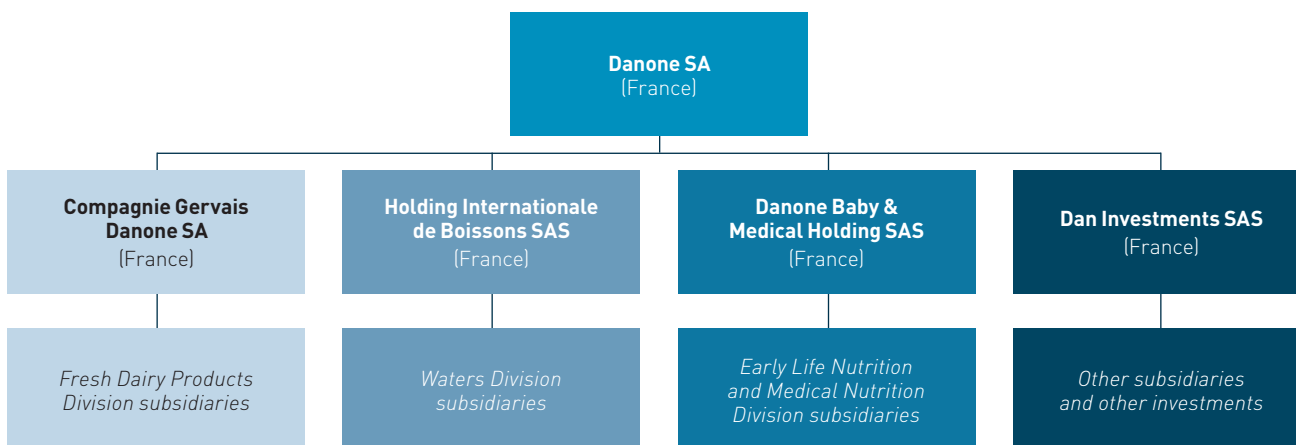 Danone SA
(France)
Compagnie Gervais
Danone SA
(France)
Holding Internationale
de Boissons SAS
(France)
Danone Baby &
Medical Holding SAS
(France)
Dan Investments SAS
(France)
Fresh Dairy Products
Division subsidiaries
Waters Division
subsidiaries
Early Life Nutrition
and Medical Nutrition
Division subsidiaries
Other subsidiaries
and other investments